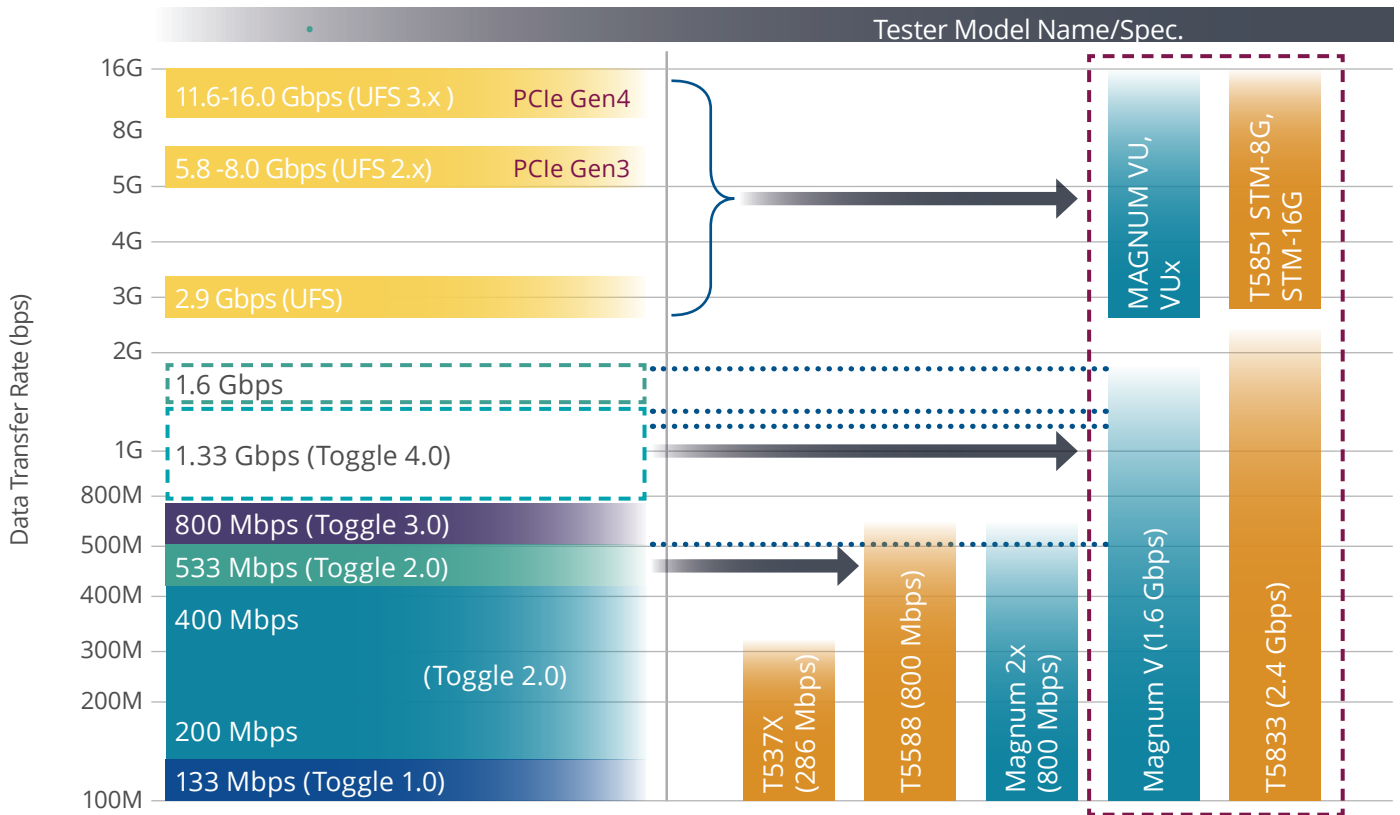 Tester Model Name/Spec.
Data Transfer Rate (bps)
16G
8G
5G
4G
3G
2G
1G
800M
500M
400M
300M
200M
100M
11.6-16.0 Gbps (UFS 3.x ) PCIe Gen4
5.8 -8.0 Gbps (UFS 2.x) PCIe Gen3
2.9 Gbps (UFS)
1.6 Gbps
1.33 Gbps (Toggle 4.0)
800 Mbps (Toggle 3.0)
533 Mbps (Toggle 2.0)
400 Mbps
(Toggle 2.0)
200 Mbps
133 Mbps (Toggle 1.0)
T537X
(286 Mbps)
T5588 (800 Mbps)
Magnum 2x
(800 Mbps)
MAGNUM VU,
VUx
Magnum V (1.6 Gbps)
T5851 STM-8G,
STM-16G
T5833 (2.4 Gbps)